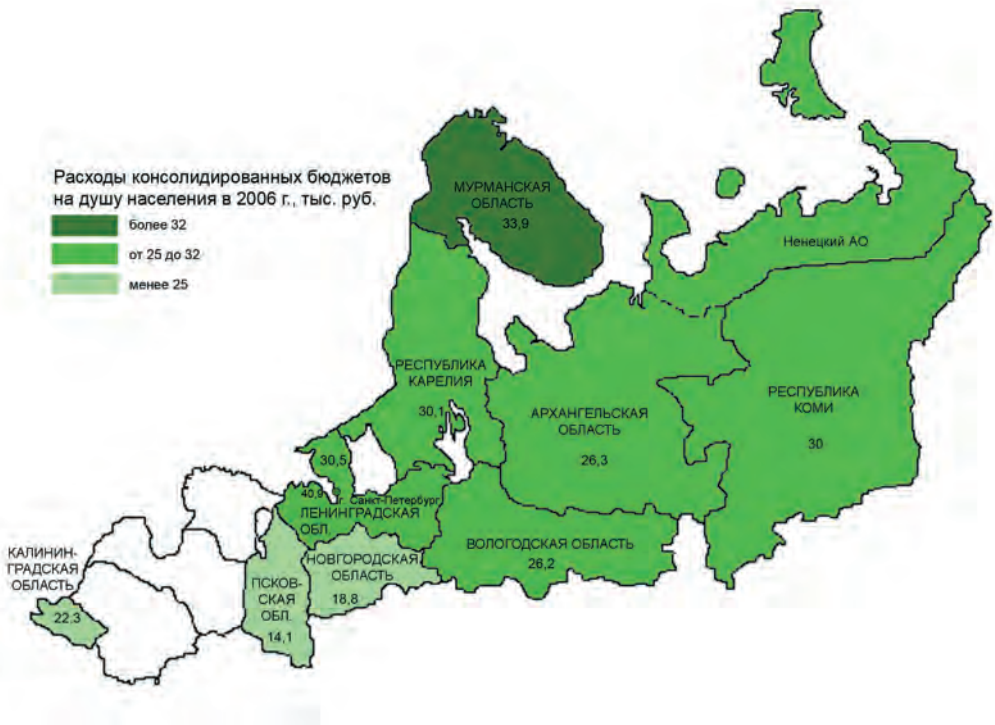 Расходы консолидированных бюджетов
на душу населения в 2006 г., тыс. руб.
более 32
от 25 до 32
менее 25
МУРМАНСКАЯ
ОБЛАСТЬ
33,9
Ненецкий АО
РЕСПУБЛИКА
КАРЕЛИЯ
30,1
РЕСПУБЛИКА
КОМИ
30
АРХАНГЕЛЬСКАЯ
ОБЛАСТЬ
26,3
30,5
40,9
г. Санкт-Петербург
ЛЕНИНГРАДСКАЯ
ОБЛ.
ВОЛОГОДСКАЯ ОБЛАСТЬ
26,2
НОВГОРОДСКАЯ
ОБЛАСТЬ
18,8
ПСКОВ-
СКАЯ
ОБЛ.
14,1
КАЛИНИН-
ГРАДСКАЯ
ОБЛАСТЬ
22,3